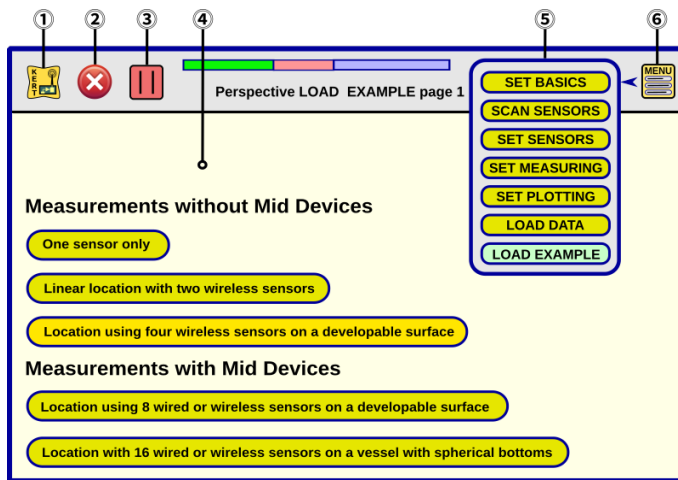 ① ② ③ ④ ⑤ ⑥
KERT
MENU
Perspective LOAD EXAMPLE page 1
SET BASICS
SCAN SENSORS
SET SENSORS
SET MEASURING
SET PLOTTING
LOAD DATA
LOAD EXAMPLE
Measurements without Mid Devices
One sensor only
Linear location with two wireless sensors
Location using four wireless sensors on a developable surface
Measurements with Mid Devices
Location using 8 wired or wireless sensors on a developable surface
Location with 16 wired or wireless sensors on a vessel with spherical bottoms